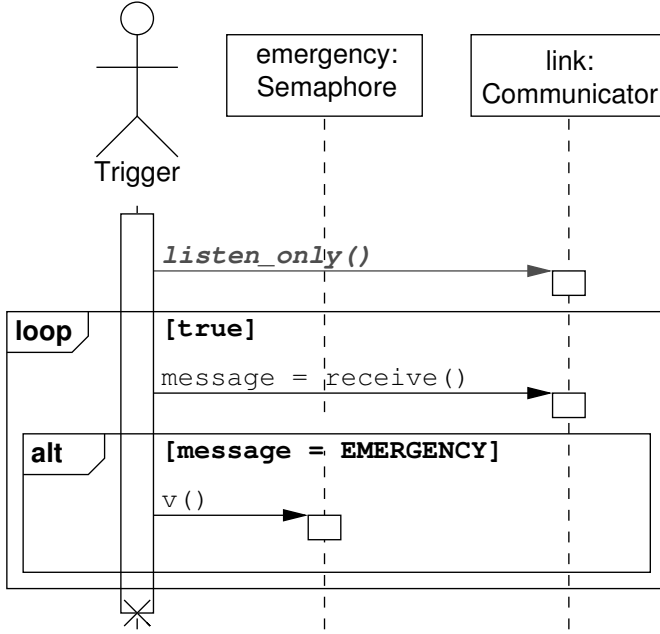 emergency:
Semaphore
link:
Communicator
Trigger
listen_only()
loop
[true]
message = receive()
alt
[message = EMERGENCY]
v()